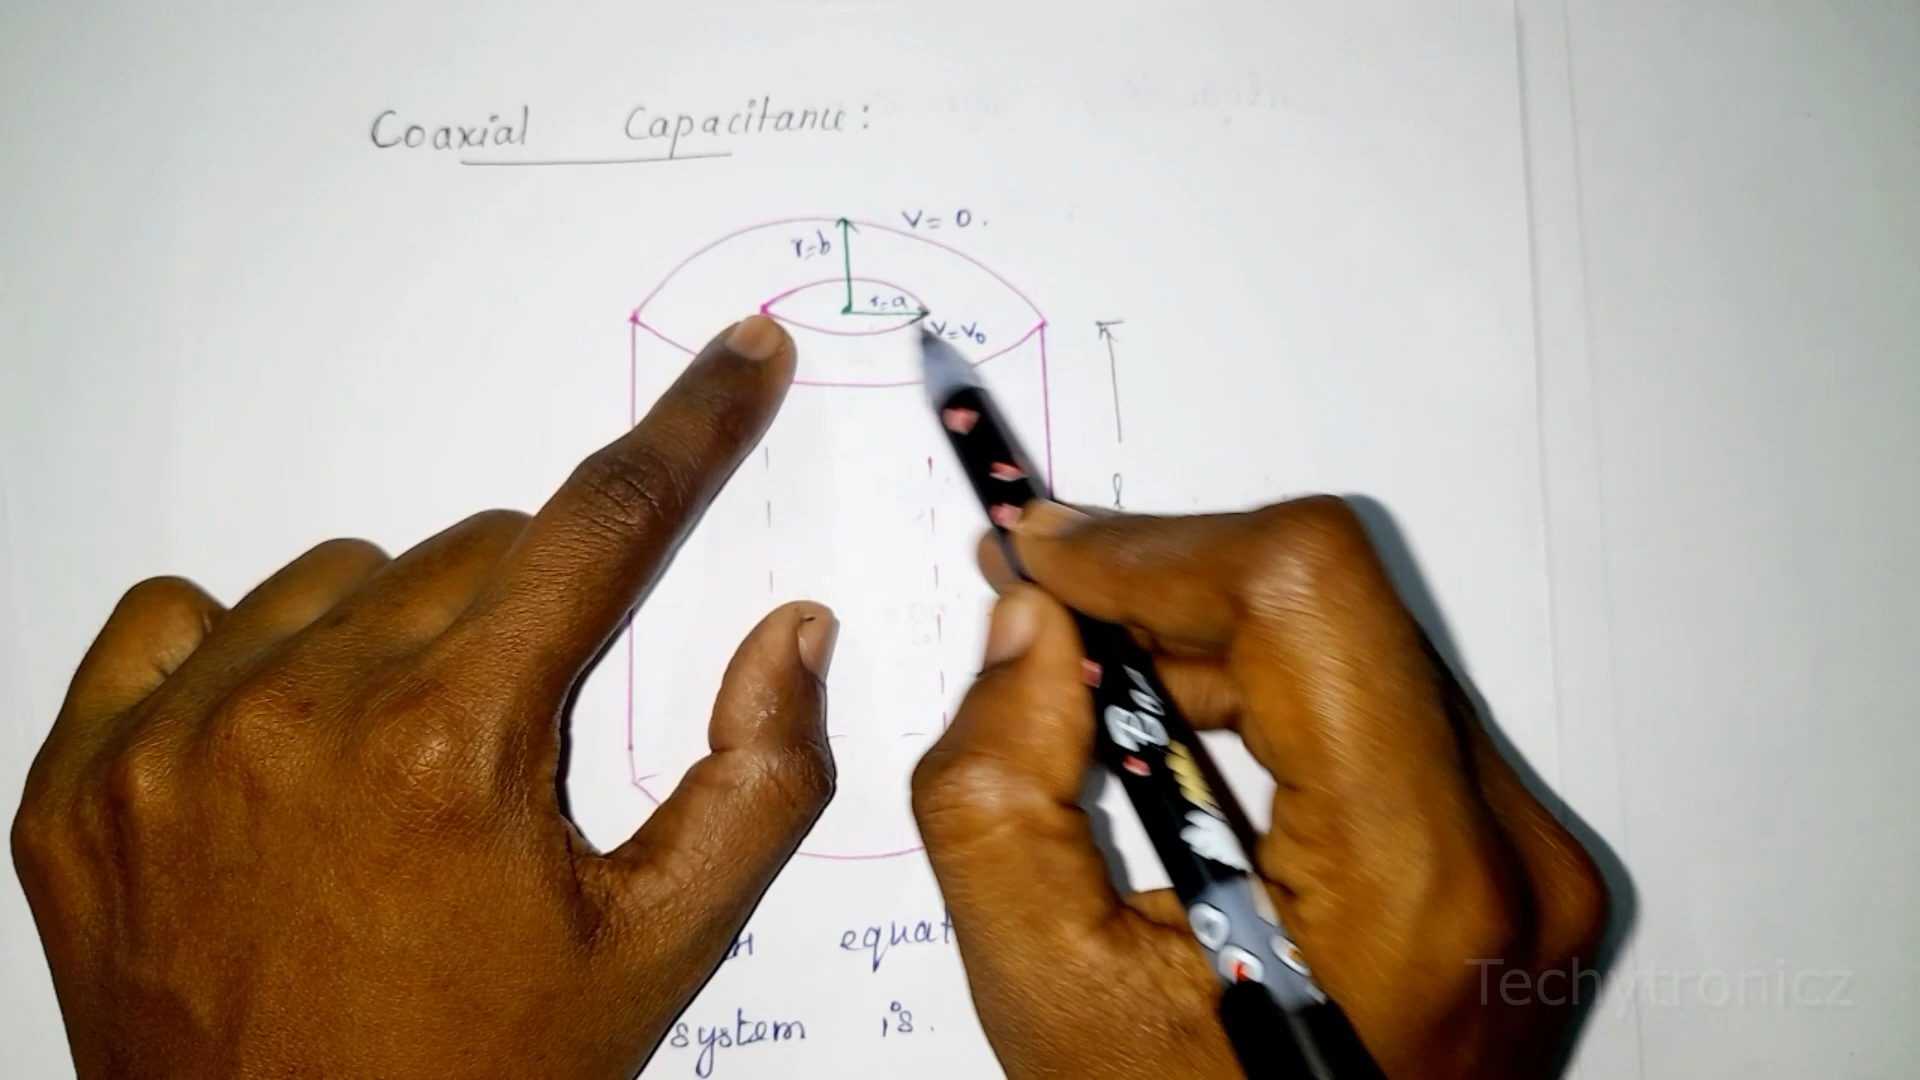 Coaxial Capacitance:
V= 0.
r=b
r=a
V=V0
l
equat
system is.
Techytronicz